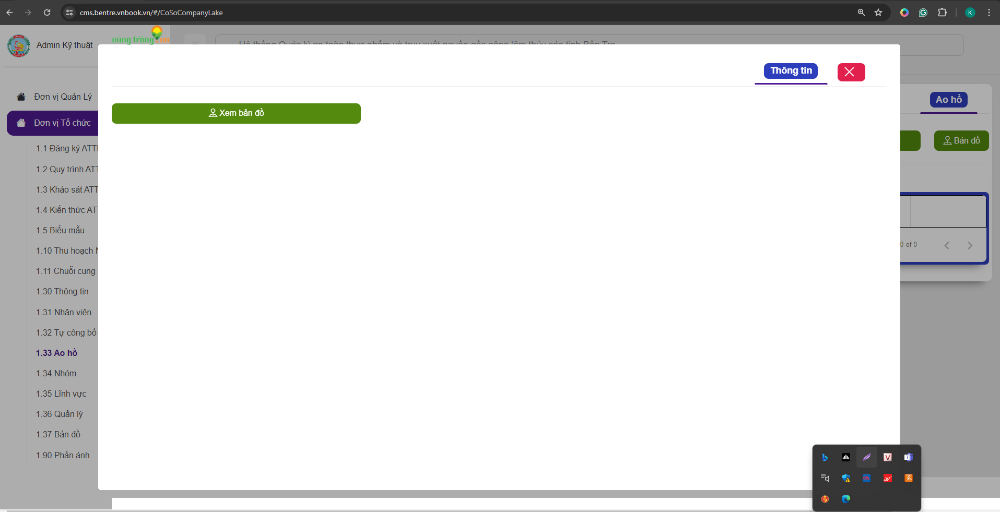 cms.bentre.vnbook.vn/#/CoSoCompanyLake
K
Admin Kỹ thuật
vùng trồng.vn
Hệ thống Quản lý an toàn thực phẩm và truy xuất nguồn gốc nông lâm thủy sản tỉnh Bến Tre
Thông tin
Đơn vị Quản Lý
Ao hồ
Xem bản đồ
Đơn vị Tổ chức
Bản đồ
1.1 Đăng ký
1.2 Quy trình
1.3 Khảo sát
1.4 Kiến thức
1.5 Biểu mẫu
0 of 0
1.10 Thu hoạch
1.11 Chuỗi cung
1.30 Thông tin
1.31 Nhân viên
1.32 Tự công bố
1.33 Ao hồ
1.34 Nhóm
1.35 Lĩnh vực
1.36 Quản lý
1.37 Bản đồ
1.90 Phản ánh